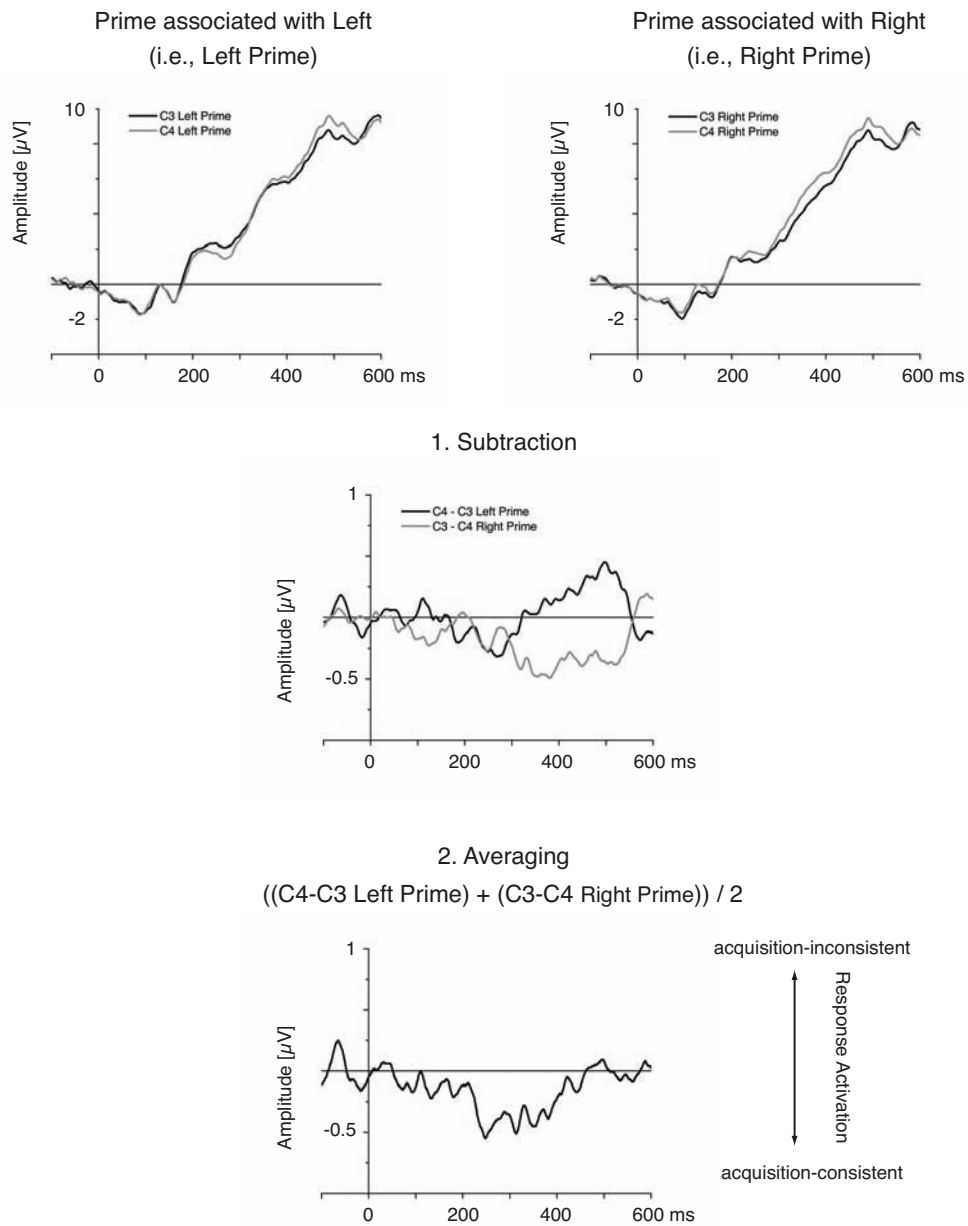 Prime associated with Left
(i.e., Left Prime)
Prime associated with Right
(i.e., Right Prime)
10
C3 Left Prime
C4 Left Prime
Amplitude [µV]
-2
0 200 400 600 ms
10
C3 Right Prime
C4 Right Prime
Amplitude [µV]
-2
0 200 400 600 ms
1. Subtraction
1
C4 - C3 Left Prime
C3 - C4 Right Prime
Amplitude [µV]
-0.5
0 200 400 600 ms
2. Averaging
((C4-C3 Left Prime) + (C3-C4 Right Prime)) / 2
1
Amplitude [µV]
-0.5
0 200 400 600 ms
acquisition-inconsistent
Response Activation
acquisition-consistent